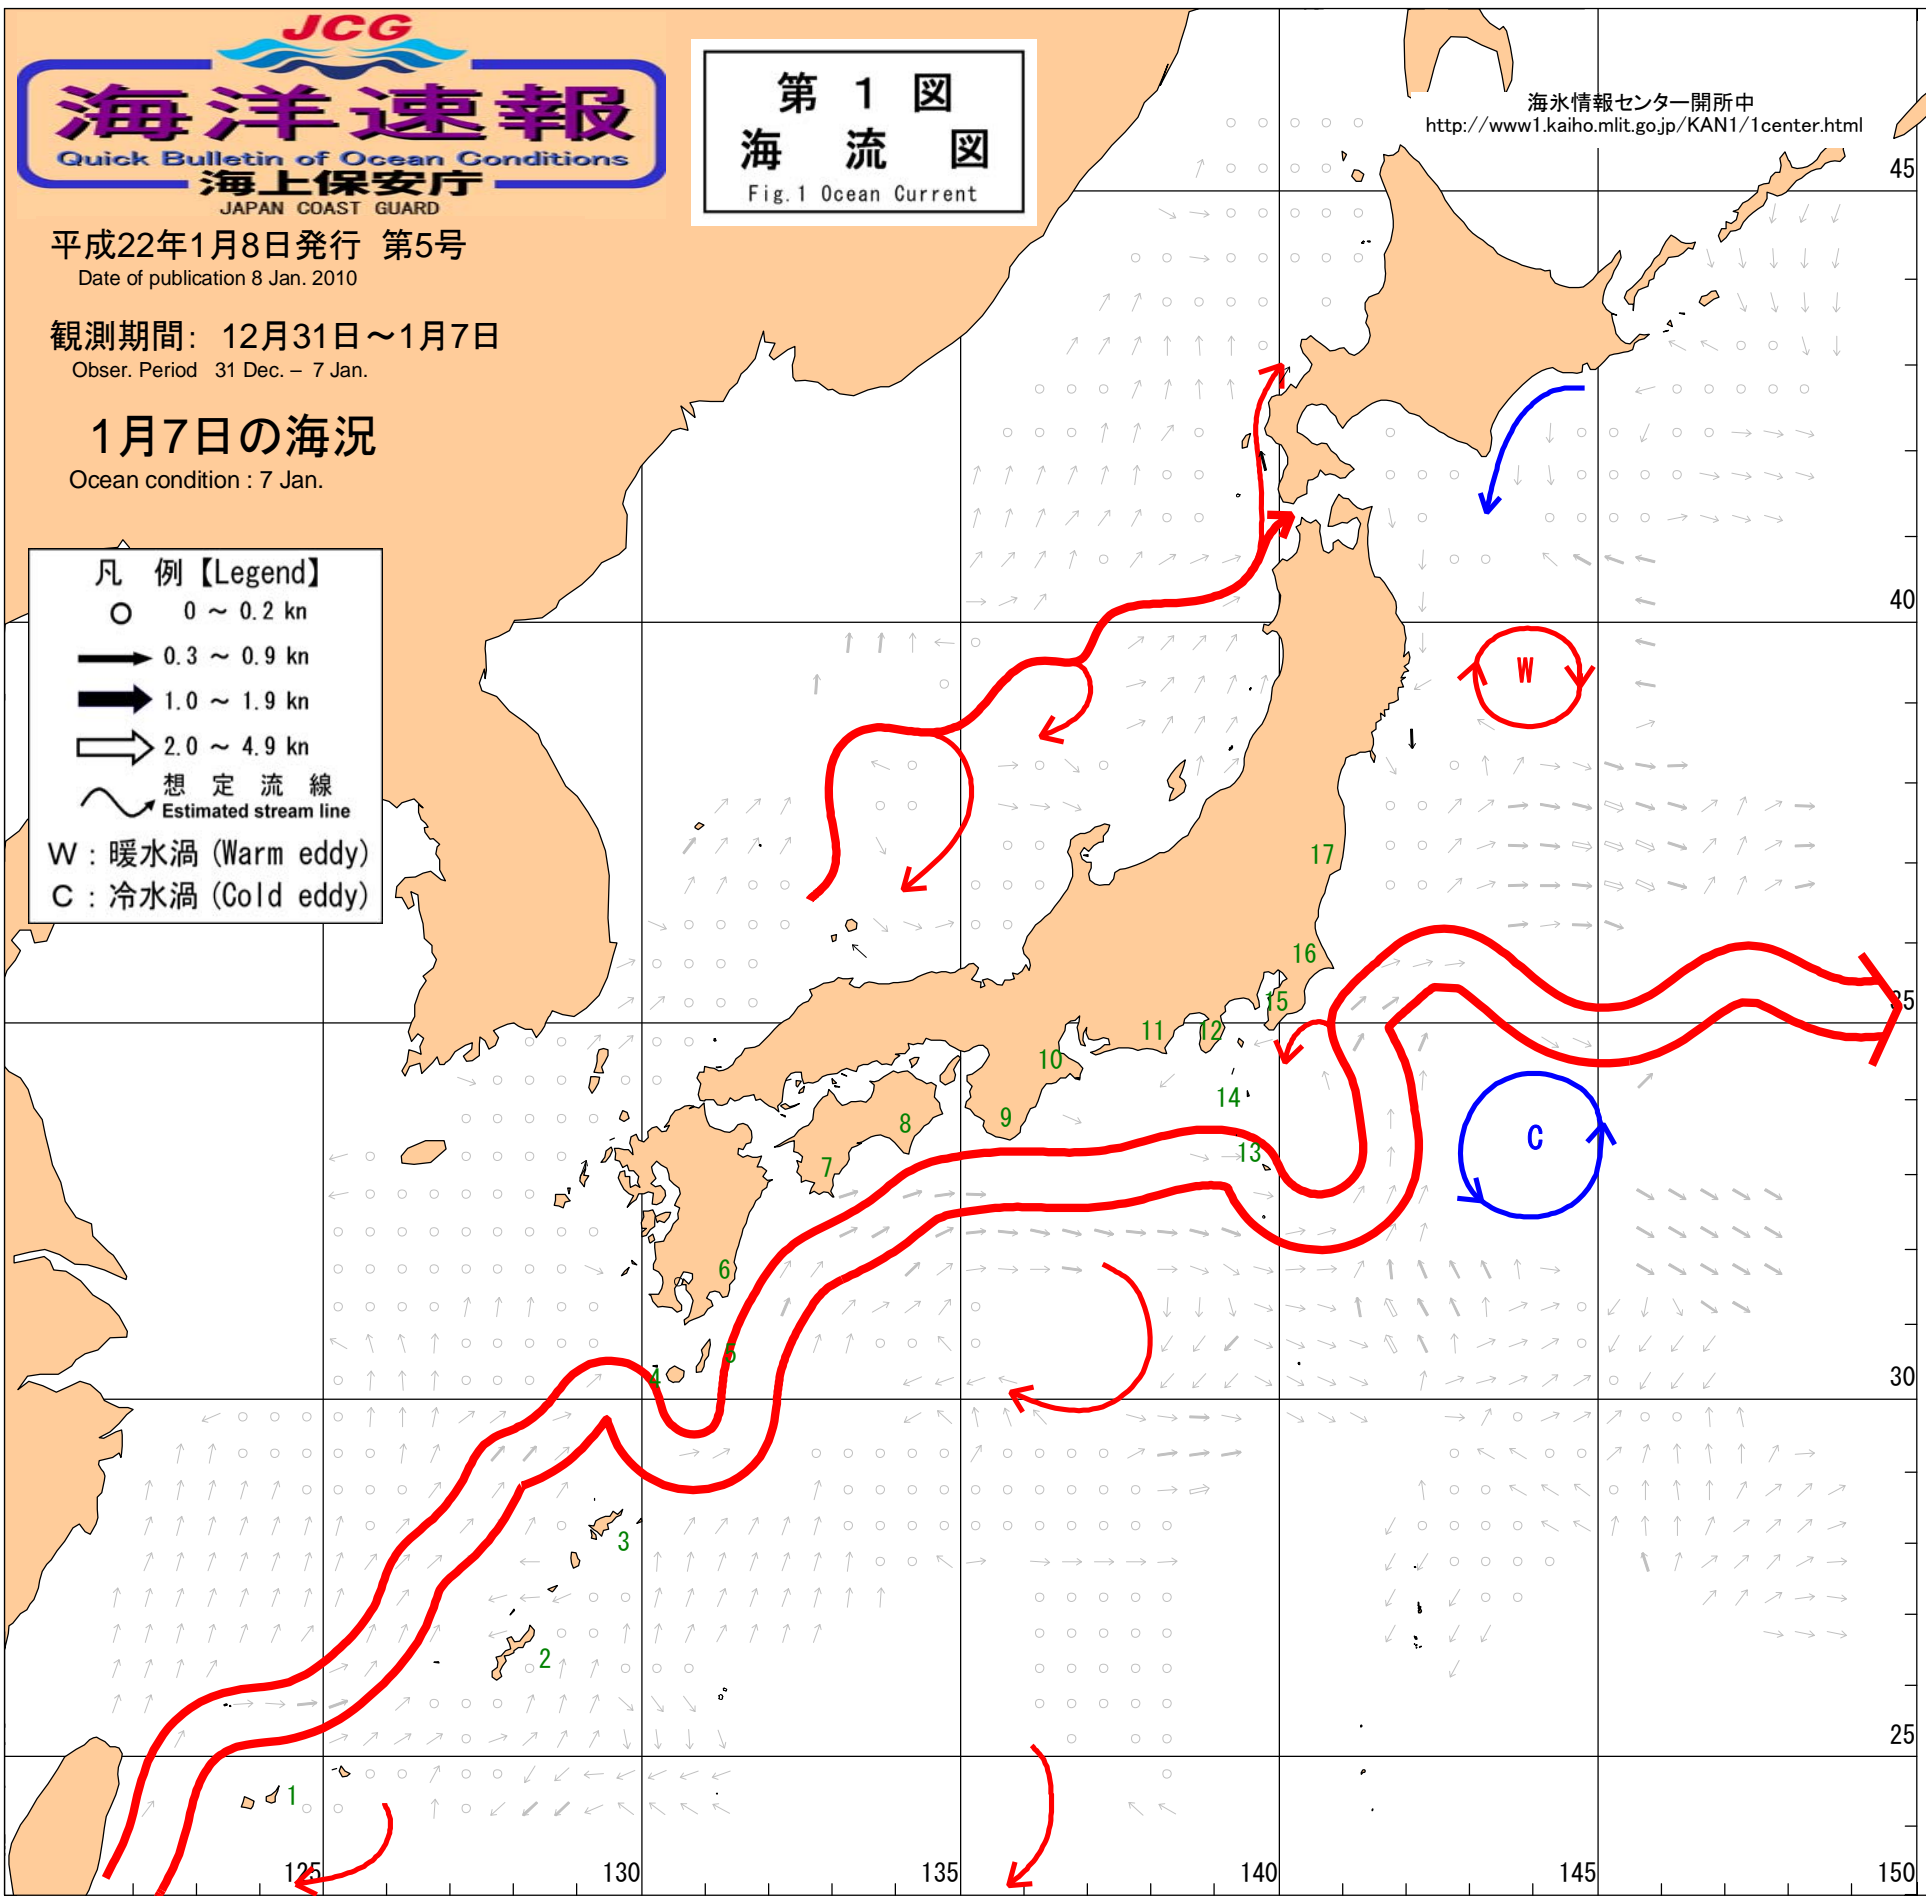 JCG
海洋速報
Quick Bulletin of Ocean Conditions
海上保安庁
JAPAN COAST GUARD
平成22年1月8日発行 第5号
Date of publication 8 Jan. 2010
観測期間: 12月31日～1月7日
Obser. Period 31 Dec. – 7 Jan.
1月7日の海況
Ocean condition : 7 Jan.
第 1 図
海 流 図
Fig.1 Ocean Current
海氷情報センター開所中
http://www1.kaiho.mlit.go.jp/KAN1/1center.html
凡 例【Legend】
0 ～ 0.2 kn
0.3 ～ 0.9 kn
1.0 ～ 1.9 kn
2.0 ～ 4.9 kn
想 定 流 線
Estimated stream line
W : 暖水渦 (Warm eddy)
C : 冷水渦 (Cold eddy)
45
40
W
17
16
35
15
11
12
10
14
9
8
C
13
7
6
5
4
30
3
2
25
1
125
130
135
140
145
150